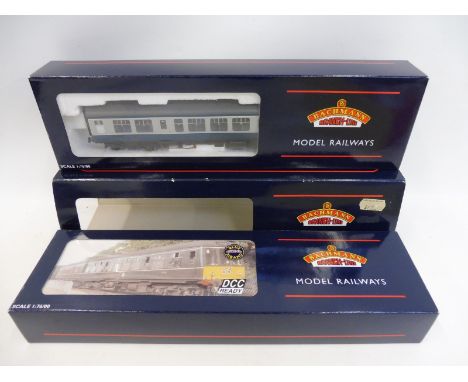 BACHMANN
BRANCH-LINE
MODEL RAILWAYS
SCALE 1:76/00
BACHMANN
BRANCH-LINE
BACHMANN
BRANCH-LINE
MODEL RAILWAYS
DCC
READY
SCALE 1:76/00